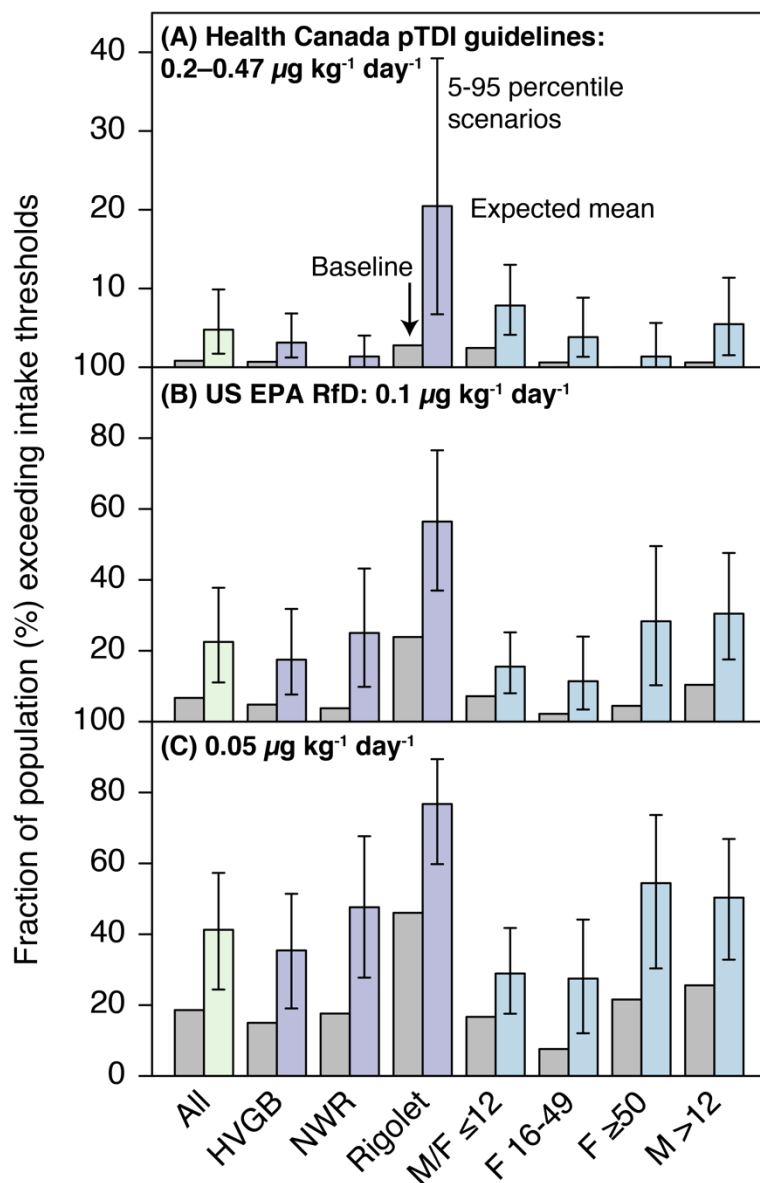 Fraction of population (%) exceeding intake thresholds
(A) Health Canada pTDI guidelines:
0.2–0.47 µg kg⁻¹ day⁻¹
5-95 percentile
scenarios
Expected mean
Baseline
40
30
20
10
100
(B) US EPA RfD: 0.1 µg kg⁻¹ day⁻¹
80
60
40
20
100
(C) 0.05 µg kg⁻¹ day⁻¹
80
60
40
20
0
All
HVGB
NWR
Rigolet
M/F ≤12
F 16-49
F ≥50
M >12